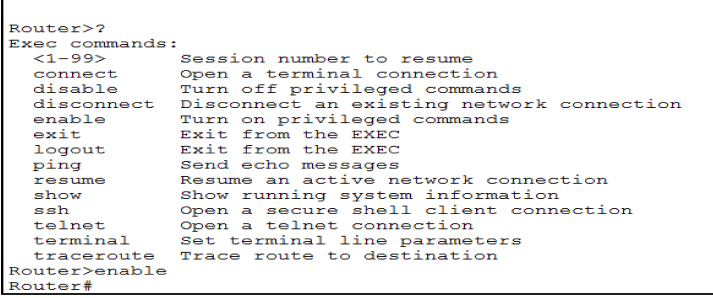 Router>?
Exec commands:
  <1-99>      Session number to resume
  connect     Open a terminal connection
  disable     Turn off privileged commands
  disconnect  Disconnect an existing network connection
  enable      Turn on privileged commands
  exit        Exit from the EXEC
  logout      Exit from the EXEC
  ping        Send echo messages
  resume      Resume an active network connection
  show        Show running system information
  ssh         Open a secure shell client connection
  telnet      Open a telnet connection
  terminal    Set terminal line parameters
  traceroute  Trace route to destination
Router>enable
Router#